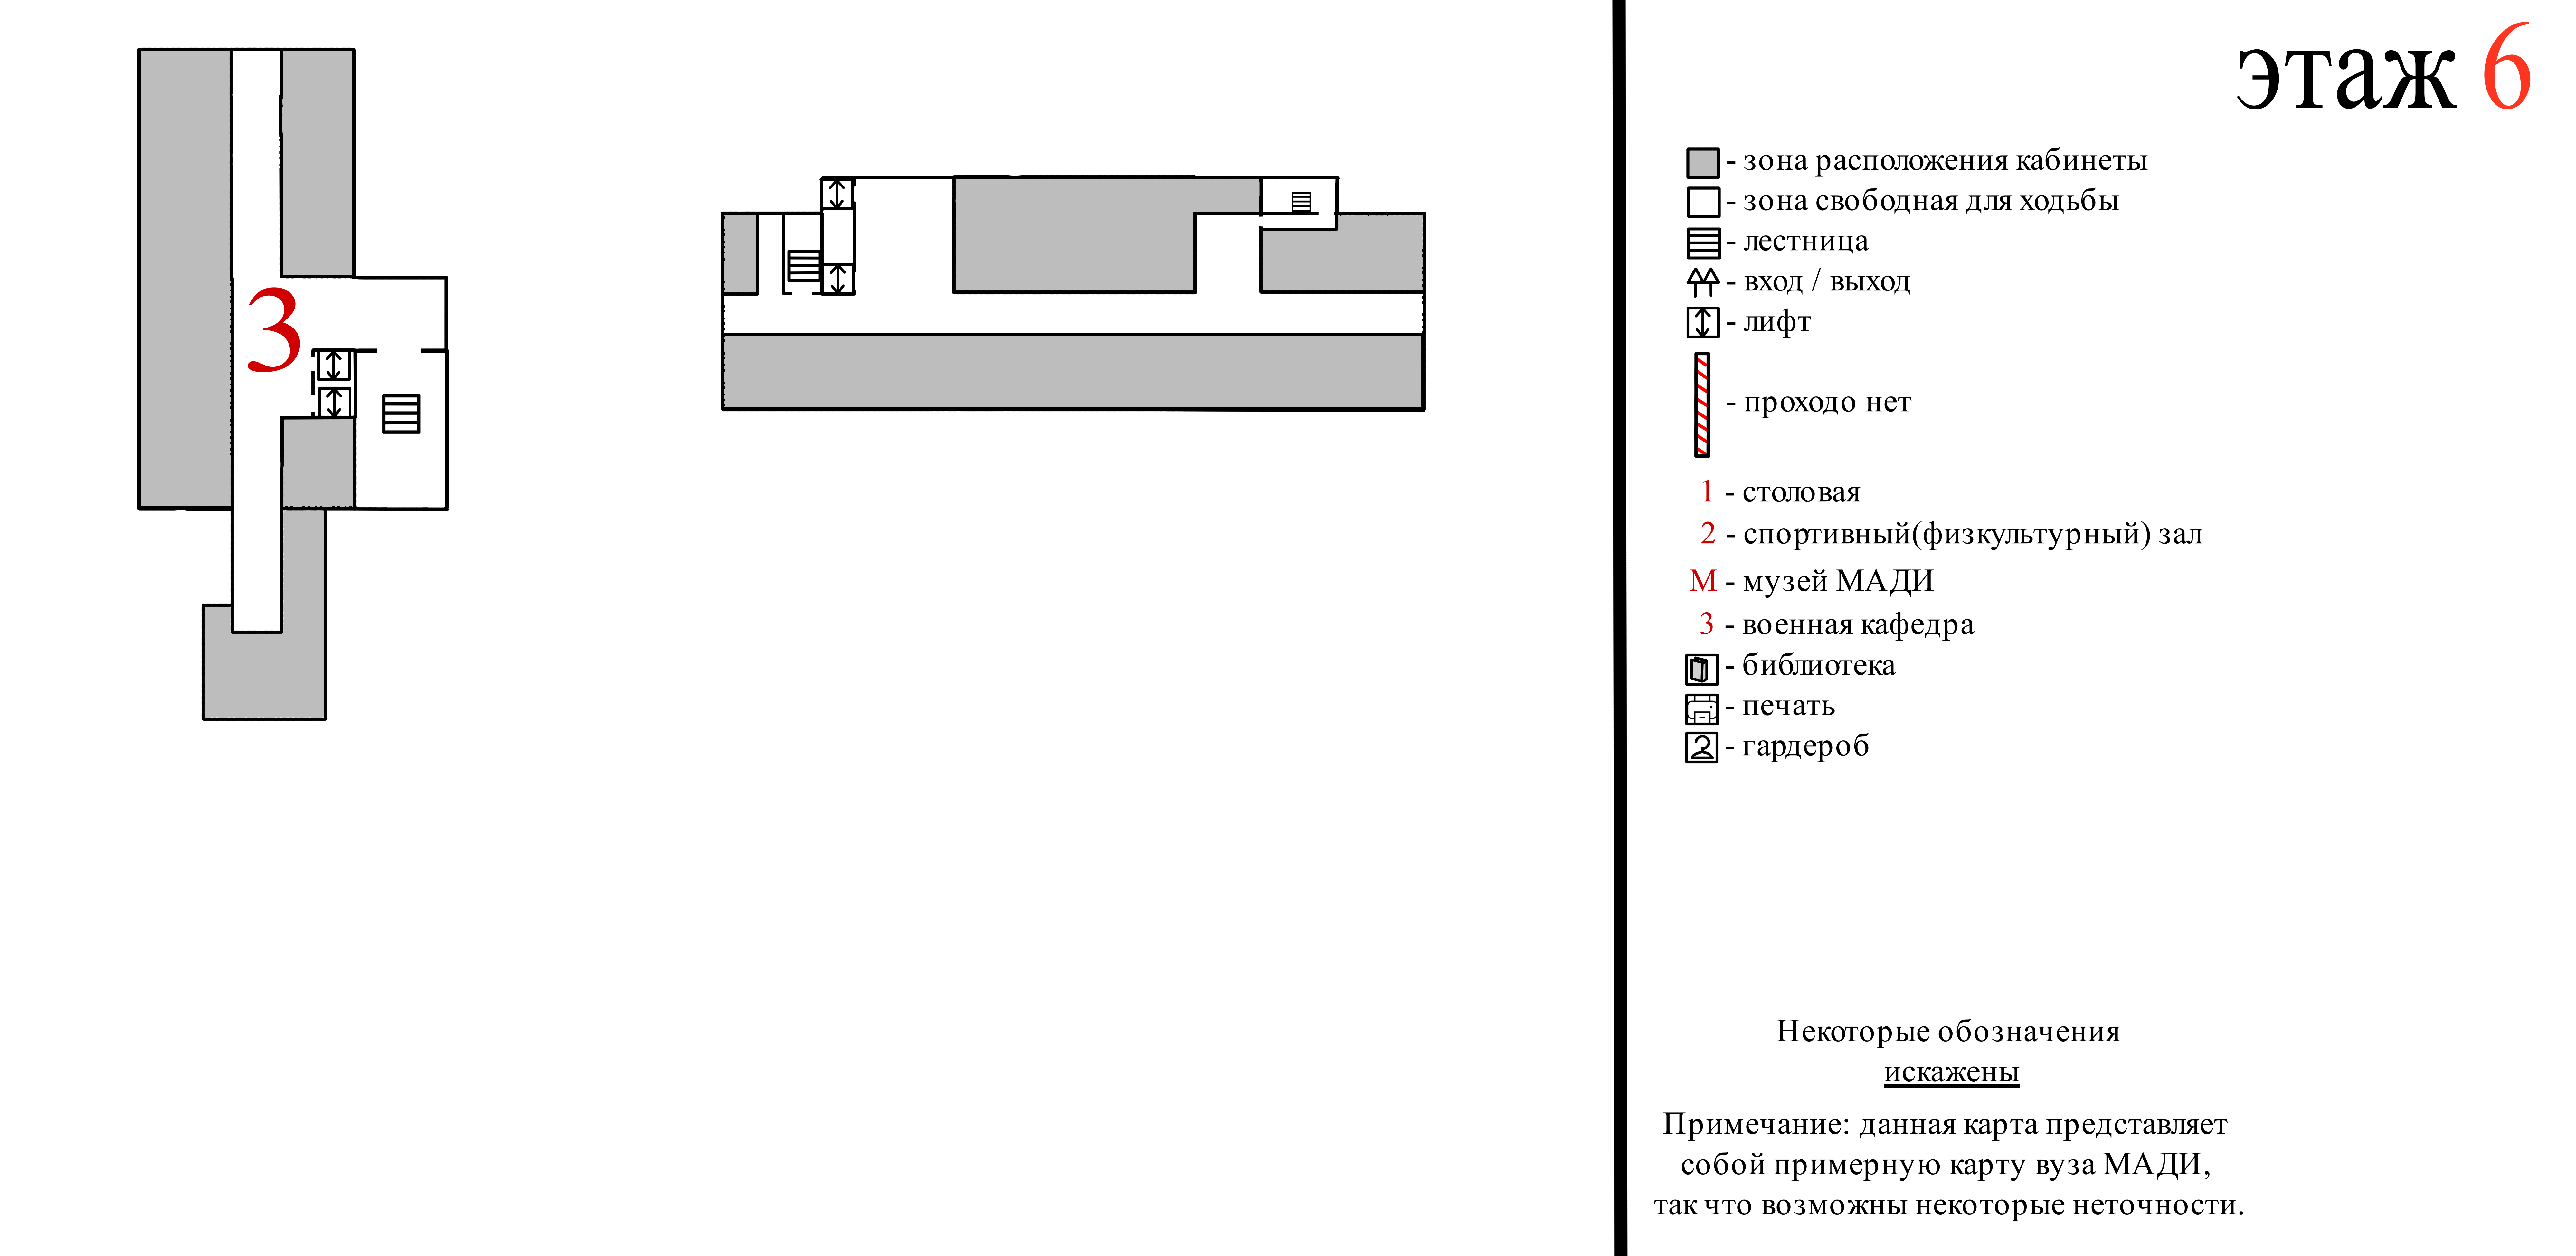 этаж 6
3
- зона расположения кабинеты
- зона свободная для ходьбы
- лестница
- вход / выход
- лифт
- проходо нет
1 - столовая
2 - спортивный(физкультурный) зал
М - музей МАДИ
3 - военная кафедра
- библиотека
- печать
- гардероб
Некоторые обозначения
искажены
Примечание: данная карта представляет
собой примерную карту вуза МАДИ,
так что возможны некоторые неточности.